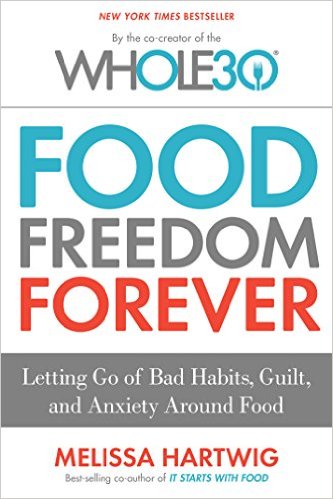 NEW YORK TIMES BESTSELLER
By the co-creator of the
WHOLE30®
FOOD
FREEDOM
FOREVER
Letting Go of Bad Habits, Guilt,
and Anxiety Around Food
MELISSA HARTWIG
Best-selling co-author of IT STARTS WITH FOOD